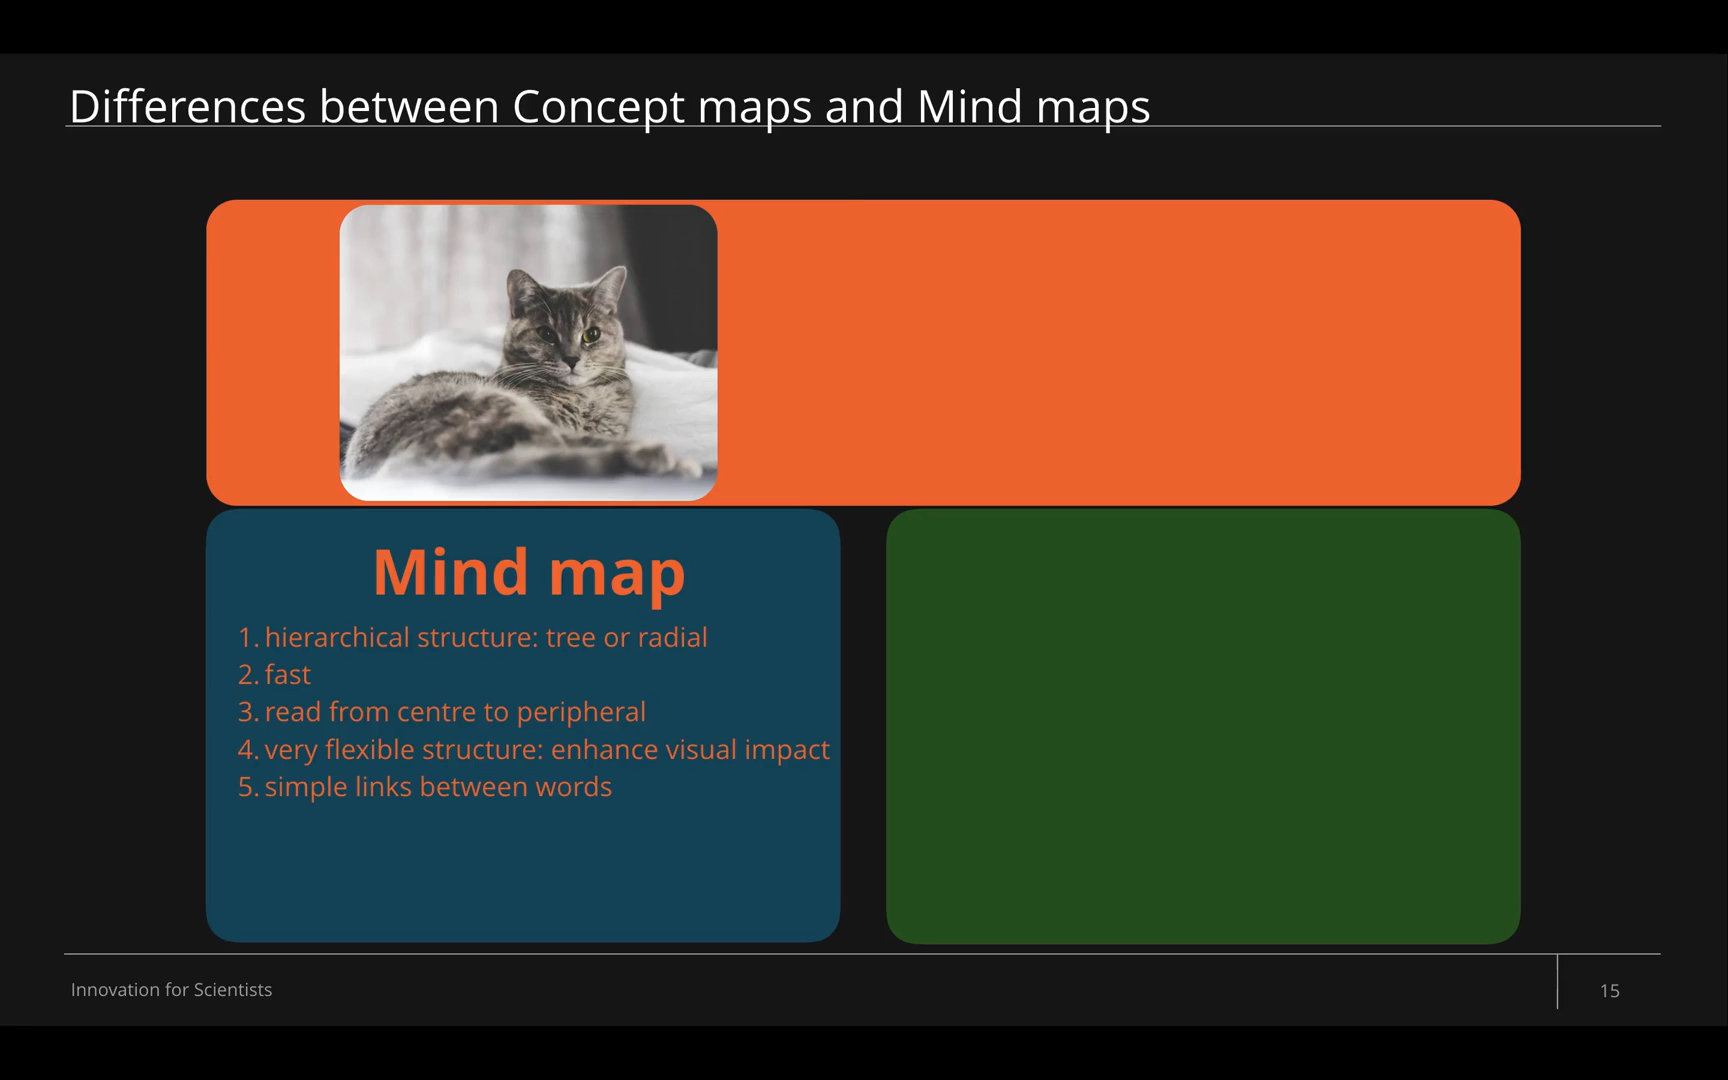 Differences between Concept maps and Mind maps
Mind map
1. hierarchical structure: tree or radial
2. fast
3. read from centre to peripheral
4. very flexible structure: enhance visual impact
5. simple links between words
Innovation for Scientists
15